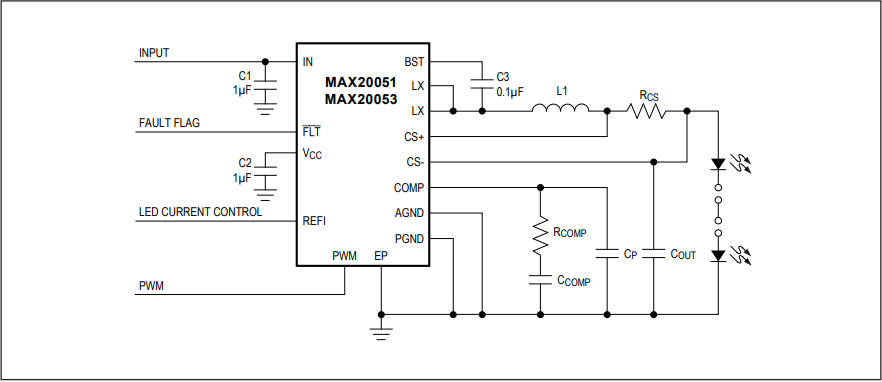 INPUT
C1
1µF
FAULT FLAG
C2
1µF
LED CURRENT CONTROL
PWM
IN
FLT
VCC
REFI
PWM
EP
MAX20051
MAX20053
BST
LX
LX
CS+
CS-
COMP
AGND
PGND
C3
0.1µF
L1
RCS
RCOMP
CCOMP
CP
COUT